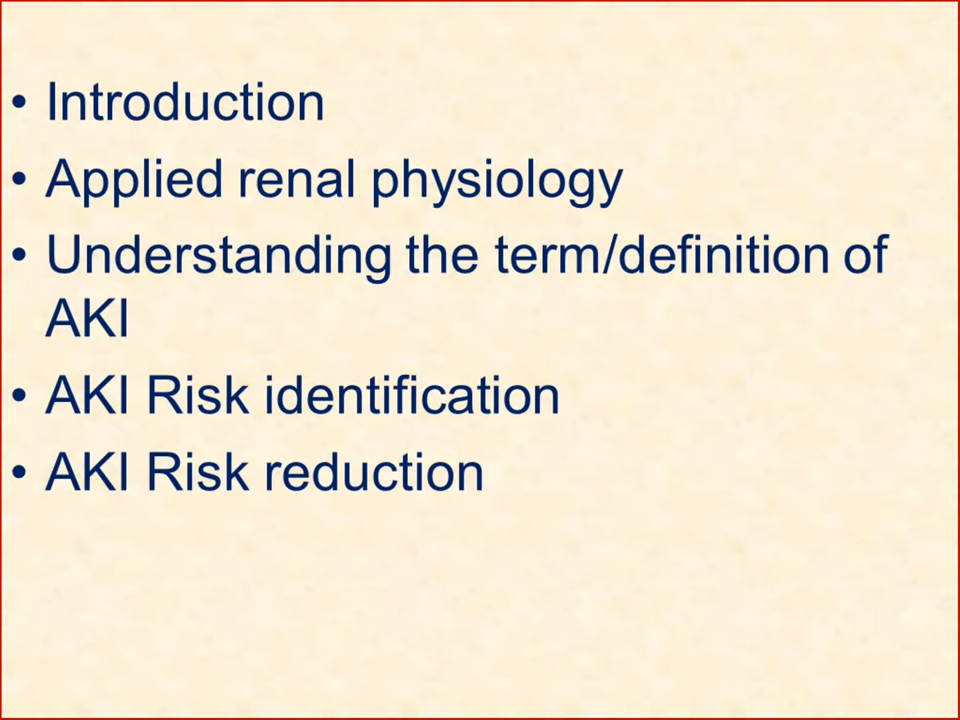 • Introduction
• Applied renal physiology
• Understanding the term/definition of
AKI
• AKI Risk identification
• AKI Risk reduction